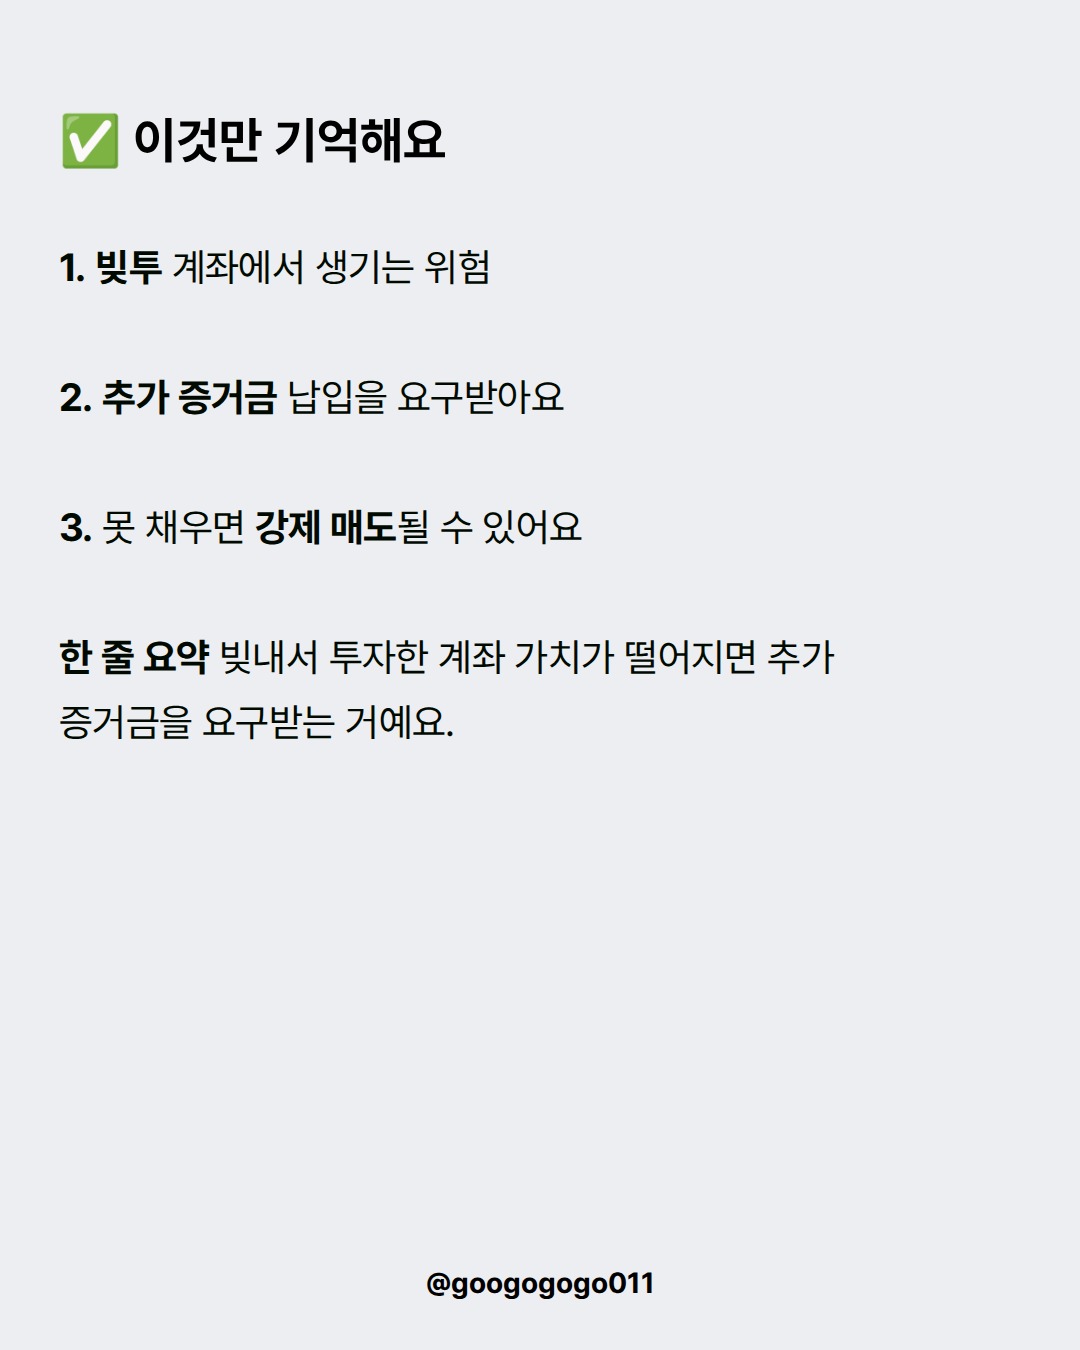 ✅ 이것만 기억해요
1. 빚투 계좌에서 생기는 위험
2. 추가 증거금 납입을 요구받아요
3. 못 채우면 강제 매도될 수 있어요
한 줄 요약 빚내서 투자한 계좌 가치가 떨어지면 추가
증거금을 요구받는 거예요.
@googogogo011